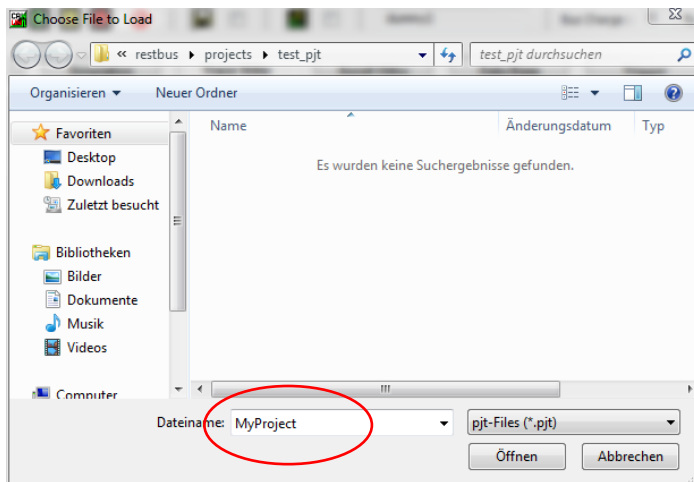 Choose File to Load
« restbus projects test_pjt
test_pjt durchsuchen
Organisieren Neuer Ordner
Name Änderungsdatum Typ
Es wurden keine Suchergebnisse gefunden.
Favoriten
Desktop
Downloads
Zuletzt besucht
Bibliotheken
Bilder
Dokumente
Musik
Videos
Computer
Dateiname: MyProject
pjt-Files (*.pjt)
Öffnen Abbrechen